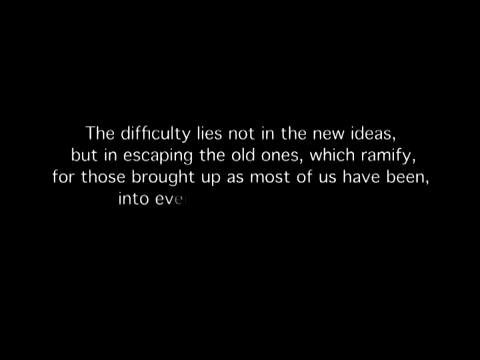 The difficulty lies not in the new ideas,
but in escaping the old ones, which ramify,
for those brought up as most of us have been,
into eve